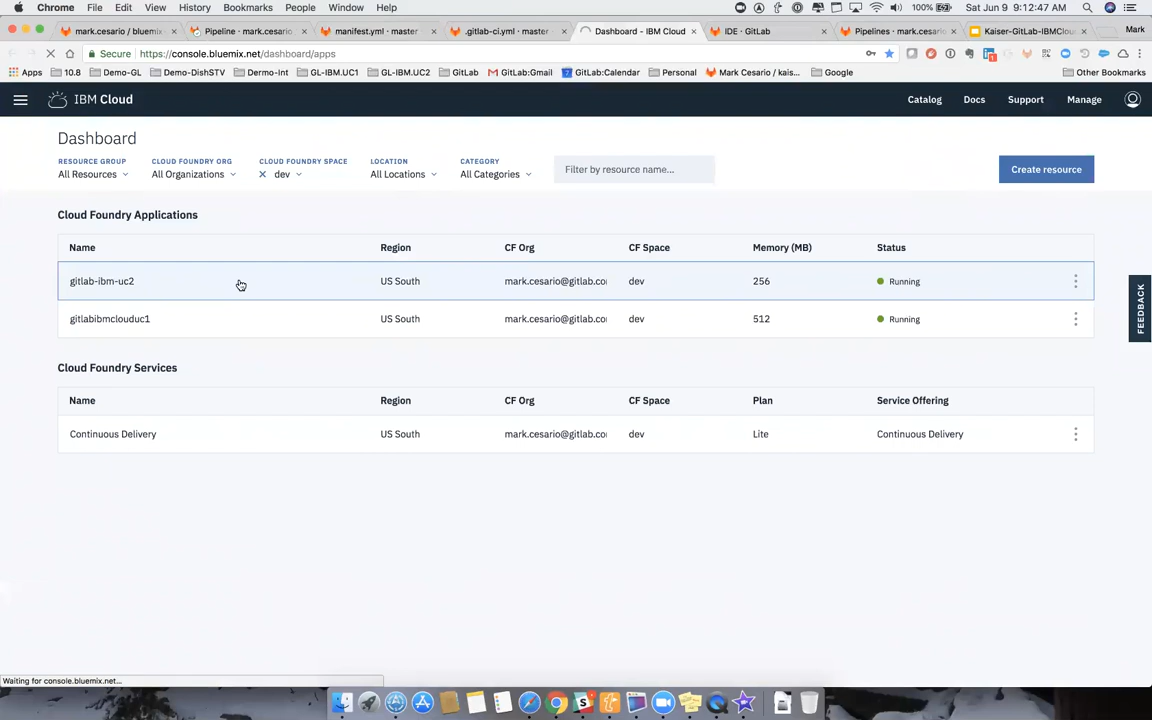 Chrome File Edit View History Bookmarks People Window Help 100% Sat Jun 9 9:12:47 AM
mark.cesario / bluemix Pipeline · mark.cesario manifest.yml · master .gitlab-ci.yml · master Dashboard - IBM Cloud IDE · GitLab Pipelines · mark.cesario Kaiser-GitLab-IBMClou Mark
Secure https://console.bluemix.net/dashboard/apps
Apps 10.8 Demo-GL Demo-DishSTV Dermo-Int GL-IBM.UC1 GL-IBM.UC2 GitLab GitLab:Gmail GitLab:Calendar Personal Mark Cesario / kais... Google Other Bookmarks
IBM Cloud Catalog Docs Support Manage
Dashboard
RESOURCE GROUP CLOUD FOUNDRY ORG CLOUD FOUNDRY SPACE LOCATION CATEGORY
All Resources All Organizations dev All Locations All Categories Filter by resource name... Create resource
Cloud Foundry Applications
Name Region CF Org CF Space Memory (MB) Status
gitlab-ibm-uc2 US South mark.cesario@gitlab.co dev 256 Running
gitlabibmclouduc1 US South mark.cesario@gitlab.co dev 512 Running
FEEDBACK
Cloud Foundry Services
Name Region CF Org CF Space Plan Service Offering
Continuous Delivery US South mark.cesario@gitlab.co dev Lite Continuous Delivery
Waiting for console.bluemix.net...